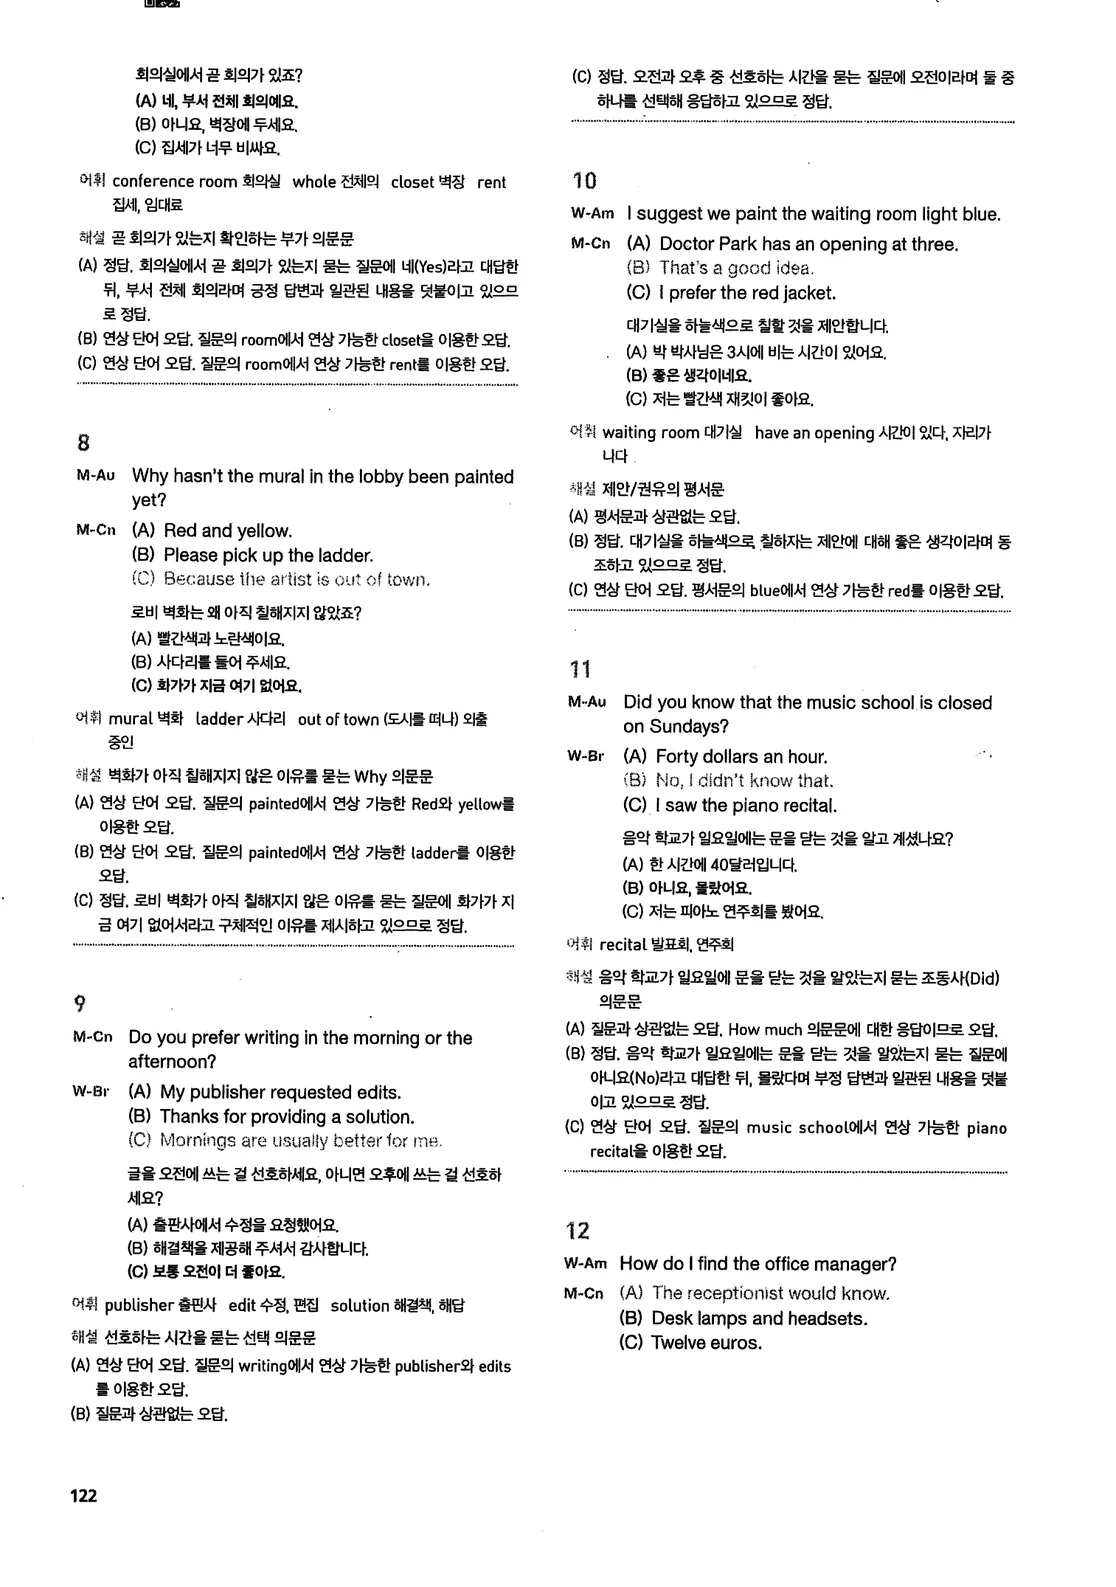 회의실에서 곧 회의가 있죠?
(A) 네, 부서 전체 회의예요.
(B) 아니요, 벽장에 두세요.
(C) 집세가 너무 비싸요.
어휘 conference room 회의실 whole 전체의 closet 벽장 rent
집세, 임대료
해설 곧 회의가 있는지 확인하는 부가 의문문
(A) 정답. 회의실에서 곧 회의가 있는지 묻는 질문에 네(Yes)라고 대답한
뒤, 부서 전체 회의라며 긍정 답변과 일관된 내용을 덧붙이고 있으므
로 정답.
(B) 연상 단어 오답. 질문의 room에서 연상 가능한 closet을 이용한 오답.
(C) 연상 단어 오답. 질문의 room에서 연상 가능한 rent를 이용한 오답.
8
M-Au Why hasn't the mural in the lobby been painted
yet?
M-Cn (A) Red and yellow.
(B) Please pick up the ladder.
(C) Because the artist is out of town.
로비 벽화는 왜 아직 칠해지지 않았죠?
(A) 빨간색과 노란색이요.
(B) 사다리를 들어 주세요.
(C) 화가가 지금 여기 없어요.
어휘 mural 벽화 ladder 사다리 out of town (도시를 떠나) 외출
중인
해설 벽화가 아직 칠해지지 않은 이유를 묻는 Why 의문문
(A) 연상 단어 오답. 질문의 painted에서 연상 가능한 Red와 yellow를
이용한 오답.
(B) 연상 단어 오답. 질문의 painted에서 연상 가능한 ladder를 이용한
오답.
(C) 정답. 로비 벽화가 아직 칠해지지 않은 이유를 묻는 질문에 화가가 지
금 여기 없어서라고 구체적인 이유를 제시하고 있으므로 정답.
9
M-Cn Do you prefer writing in the morning or the
afternoon?
W-Br (A) My publisher requested edits.
(B) Thanks for providing a solution.
(C) Mornings are usually better for me.
글을 오전에 쓰는 걸 선호하세요, 아니면 오후에 쓰는 걸 선호하
세요?
(A) 출판사에서 수정을 요청했어요.
(B) 해결책을 제공해 주셔서 감사합니다.
(C) 보통 오전이 더 좋아요.
어휘 publisher 출판사 edit 수정, 편집 solution 해결책, 해답
해설 선호하는 시간을 묻는 선택 의문문
(A) 연상 단어 오답. 질문의 writing에서 연상 가능한 publisher와 edits
를 이용한 오답.
(B) 질문과 상관없는 오답.
122
(C) 정답. 오전과 오후 중 선호하는 시간을 묻는 질문에 오전이라며 둘 중
하나를 선택해 응답하고 있으므로 정답.
10
W-Am I suggest we paint the waiting room light blue.
M-Cn (A) Doctor Park has an opening at three.
(B) That's a good idea.
(C) I prefer the red jacket.
대기실을 하늘색으로 칠할 것을 제안합니다.
(A) 박 박사님은 3시에 비는 시간이 있어요.
(B) 좋은 생각이네요.
(C) 저는 빨간색 재킷이 좋아요.
어휘 waiting room 대기실 have an opening 시간이 있다, 자리가
나다
해설 제안/권유의 평서문
(A) 평서문과 상관없는 오답.
(B) 정답. 대기실을 하늘색으로 칠하자는 제안에 대해 좋은 생각이라며 동
조하고 있으므로 정답.
(C) 연상 단어 오답. 평서문의 blue에서 연상 가능한 red를 이용한 오답.
11
M-Au Did you know that the music school is closed
on Sundays?
W-Br (A) Forty dollars an hour.
(B) No, I didn't know that.
(C) I saw the piano recital.
음악 학교가 일요일에는 문을 닫는 것을 알고 계셨나요?
(A) 한 시간에 40달러입니다.
(B) 아니요, 몰랐어요.
(C) 저는 피아노 연주회를 봤어요.
어휘 recital 발표회, 연주회
해설 음악 학교가 일요일에 문을 닫는 것을 알았는지 묻는 조동사(Did)
의문문
(A) 질문과 상관없는 오답. How much 의문문에 대한 응답이므로 오답.
(B) 정답. 음악 학교가 일요일에는 문을 닫는 것을 알았는지 묻는 질문에
아니요(No)라고 대답한 뒤, 몰랐다며 부정 답변과 일관된 내용을 덧붙
이고 있으므로 정답.
(C) 연상 단어 오답. 질문의 music school에서 연상 가능한 piano
recital을 이용한 오답.
12
W-Am How do I find the office manager?
M-Cn (A) The receptionist would know.
(B) Desk lamps and headsets.
(C) Twelve euros.